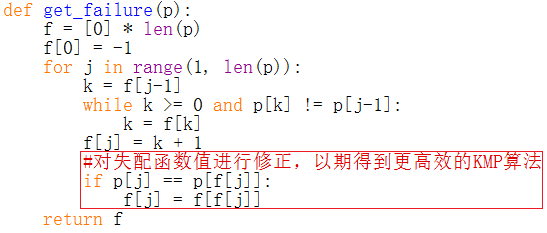 def get_failure(p):
    f = [0] * len(p)
    f[0] = -1
    for j in range(1, len(p)):
        k = f[j-1]
        while k >= 0 and p[k] != p[j-1]:
            k = f[k]
        f[j] = k + 1
        #对失配函数值进行修正，以期得到更高效的KMP算法
        if p[j] == p[f[j]]:
            f[j] = f[f[j]]
    return f